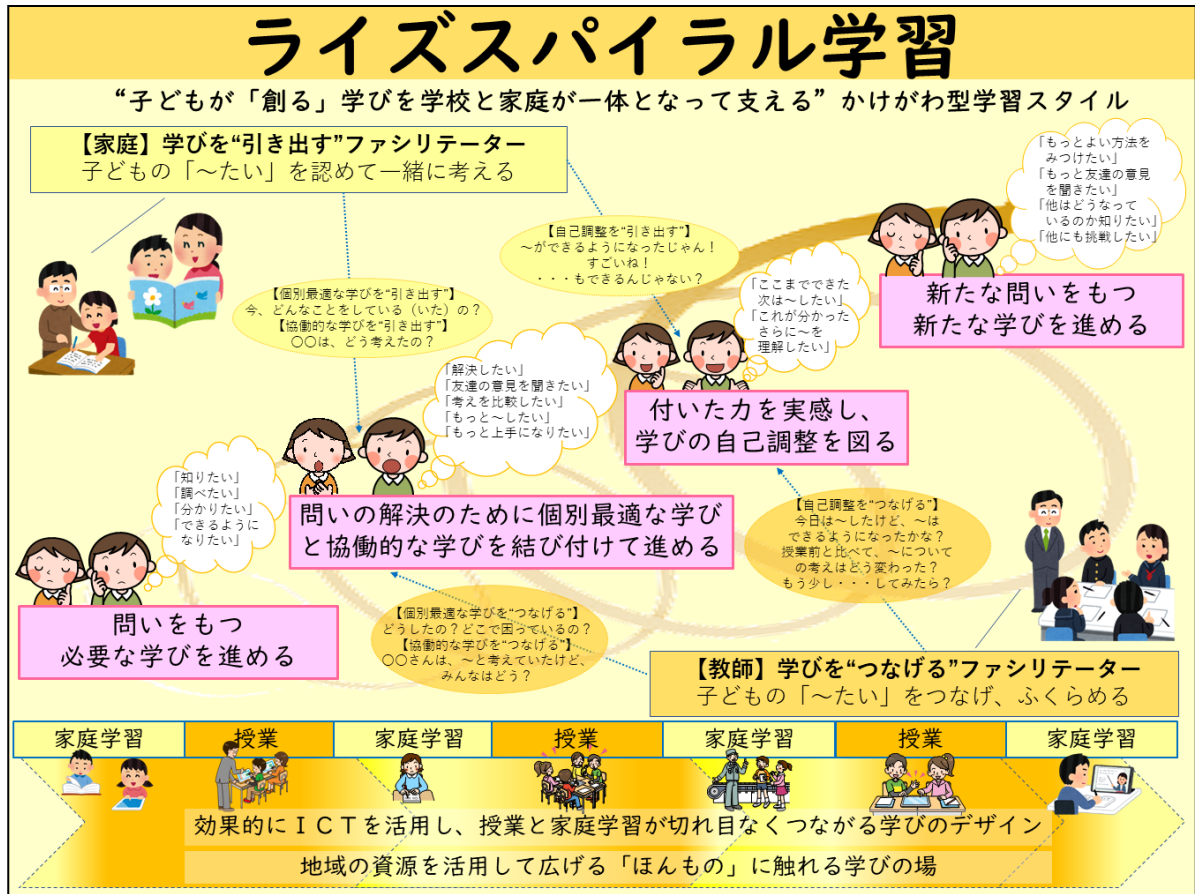 ライズスパイラル学習
“子どもが「創る」学びを学校と家庭が一体となって支える”かけがわ型学習スタイル
【家庭】学びを“引き出す”ファシリテーター
子どもの「～たい」を認めて一緒に考える
「もっとよい方法を
みつけたい」
「もっと友達の意見
を聞きたい」
「他はどうなって
いるのか知りたい」
「他にも挑戦したい」
【自己調整を“引き出す”】
～ができるようになったじゃん！
すごいね！
・・・もできるんじゃない？
新たな問いをもつ
新たな学びを進める
【個別最適な学びを“引き出す”】
今、どんなことをしている（いた）の？
【協働的な学びを“引き出す”】
〇〇は、どう考えたの？
「ここまでできた
次は～したい」
「これが分かった
さらに～を
理解したい」
「解決したい」
「友達の意見を聞きたい」
「考えを比較したい」
「もっと～したい」
「もっと上手になりたい」
付いた力を実感し、
学びの自己調整を図る
「知りたい」
「調べたい」
「分かりたい」
「できるように
なりたい」
問いの解決のために個別最適な学び
と協働的な学びを結び付けて進める
【自己調整を“つなげる”】
今日は～したけど、～は
できるようになったかな？
授業前と比べて、～について
の考えはどう変わった？
もう少し・・・してみたら？
問いをもつ
必要な学びを進める
【個別最適な学びを“つなげる”】
どうしたの？どこで困っているの？
【協働的な学びを“つなげる”】
〇〇さんは、～と考えていたけど、
みんなはどう？
【教師】学びを“つなげる”ファシリテーター
子どもの「～たい」をつなげ、ふくらめる
家庭学習 授業 家庭学習 授業 家庭学習 授業 家庭学習
効果的にＩＣＴを活用し、授業と家庭学習が切れ目なくつながる学びのデザイン
地域の資源を活用して広げる「ほんもの」に触れる学びの場